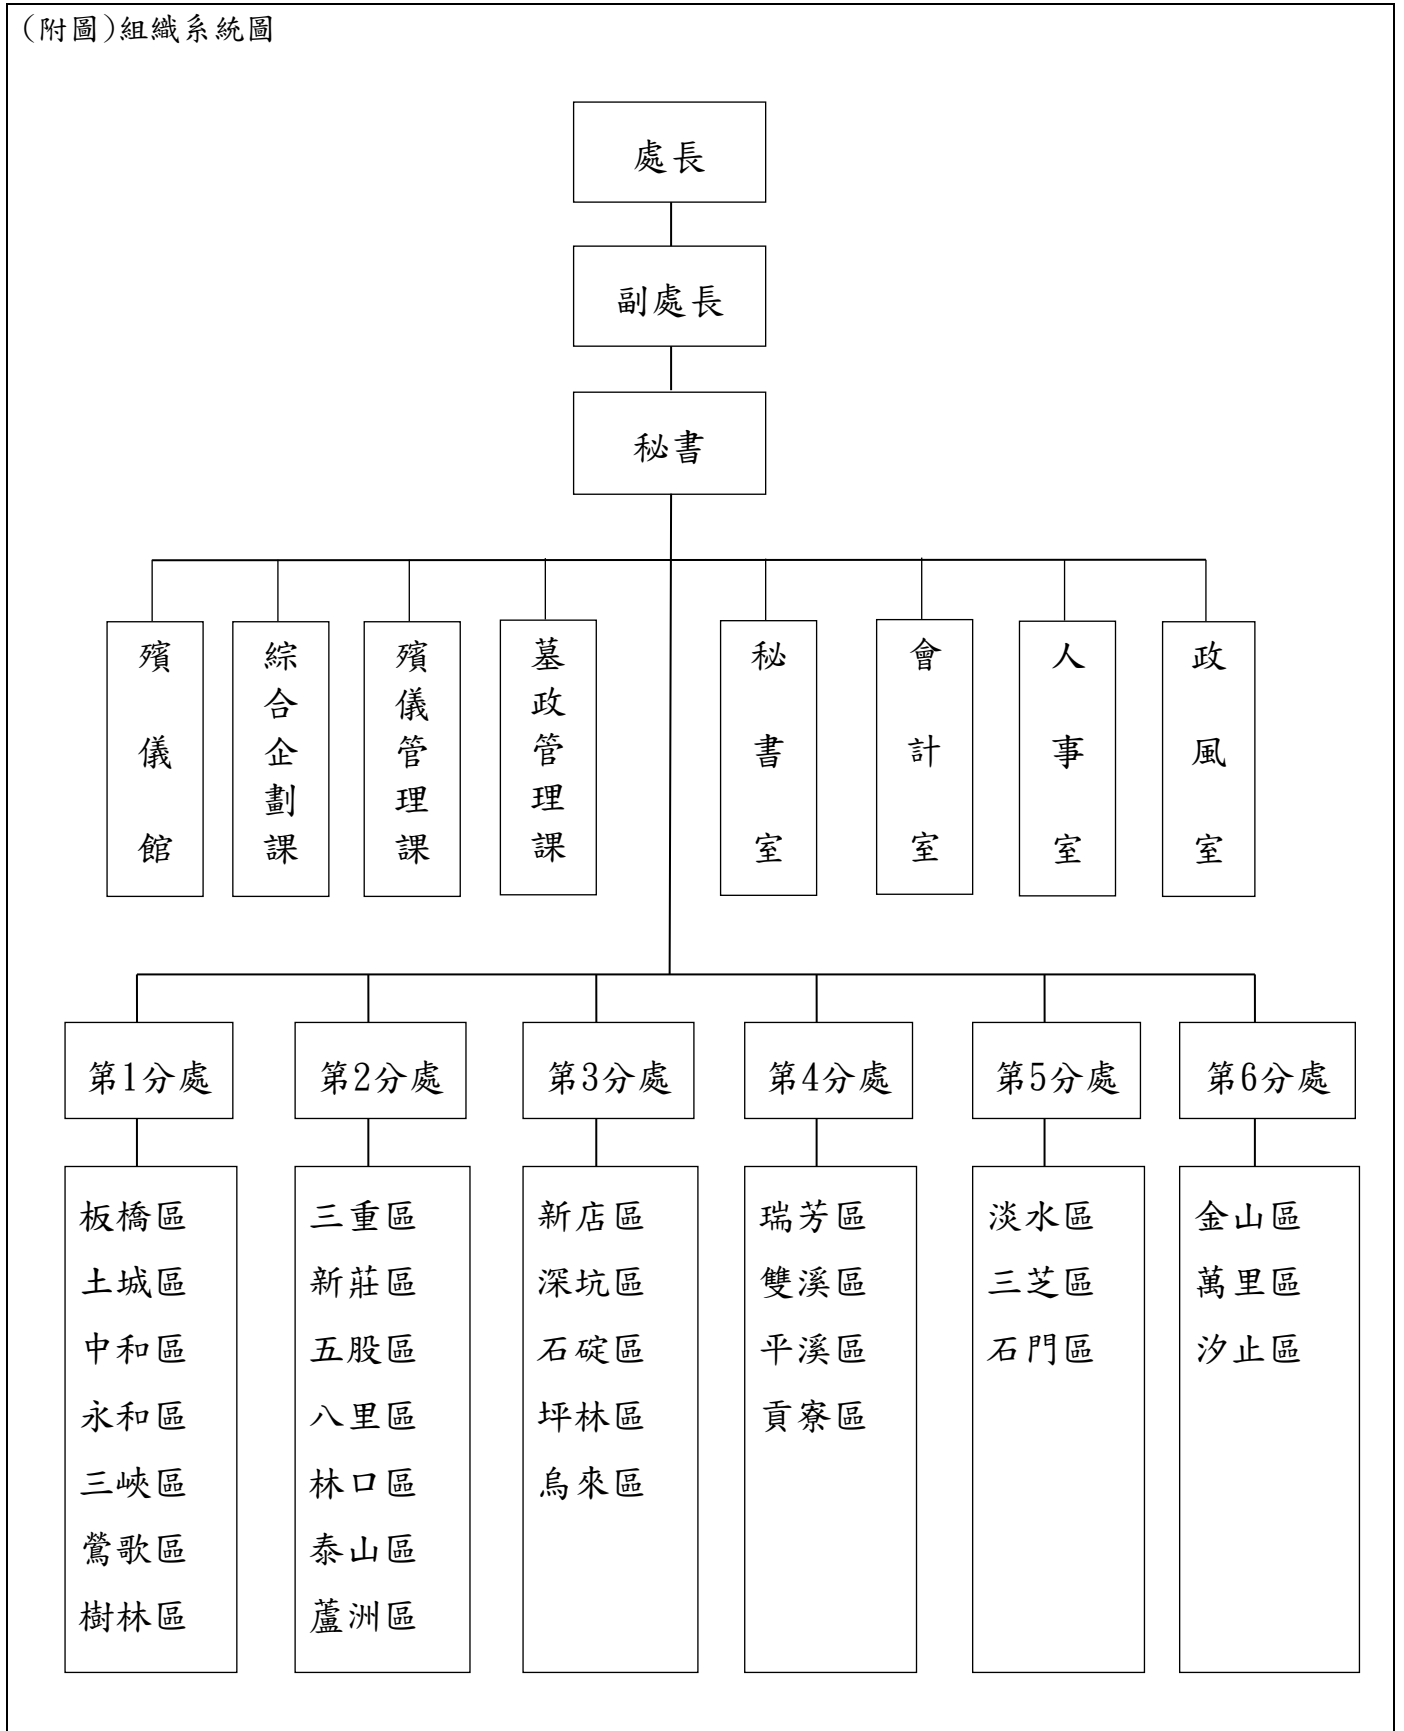 (附圖)組織系統圖
處長
副處長
秘書
殯儀館
綜合企劃課
殯儀管理課
墓政管理課
秘書室
會計室
人事室
政風室
第1分處
第2分處
第3分處
第4分處
第5分處
第6分處
板橋區
土城區
中和區
永和區
三峽區
鶯歌區
樹林區
三重區
新莊區
五股區
八里區
林口區
泰山區
蘆洲區
新店區
深坑區
石碇區
坪林區
烏來區
瑞芳區
雙溪區
平溪區
貢寮區
淡水區
三芝區
石門區
金山區
萬里區
汐止區